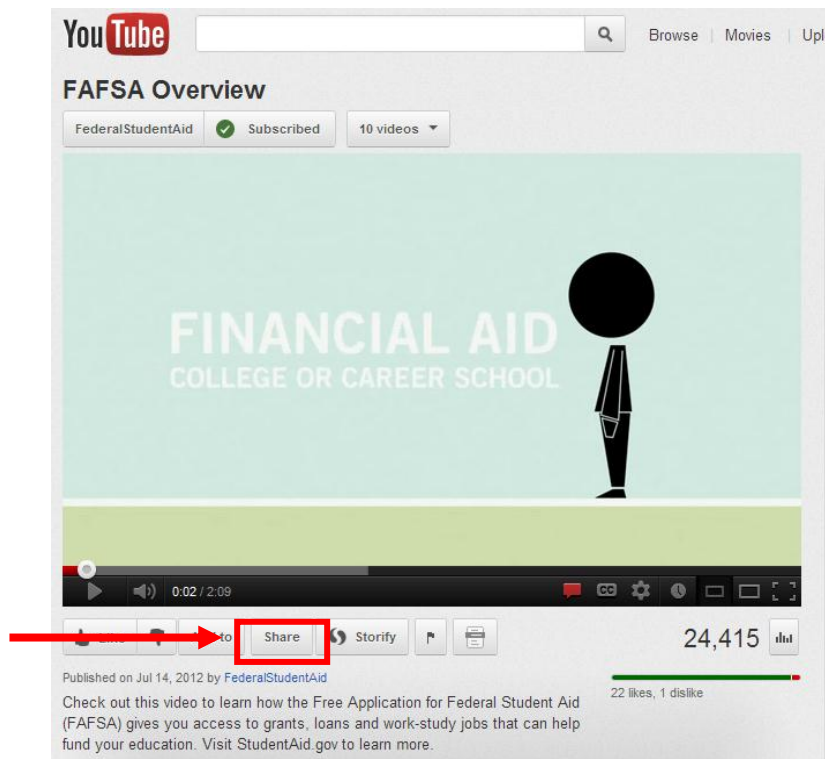 YouTube
Browse | Movies | Upl
FAFSA Overview
FederalStudentAid Subscribed 10 videos
FINANCIAL AID
COLLEGE OR CAREER SCHOOL
0:02 / 2:09 CC
to Share Storify 24,415
Published on Jul 14, 2012 by FederalStudentAid
22 likes, 1 dislike
Check out this video to learn how the Free Application for Federal Student Aid
(FAFSA) gives you access to grants, loans and work-study jobs that can help
fund your education. Visit StudentAid.gov to learn more.